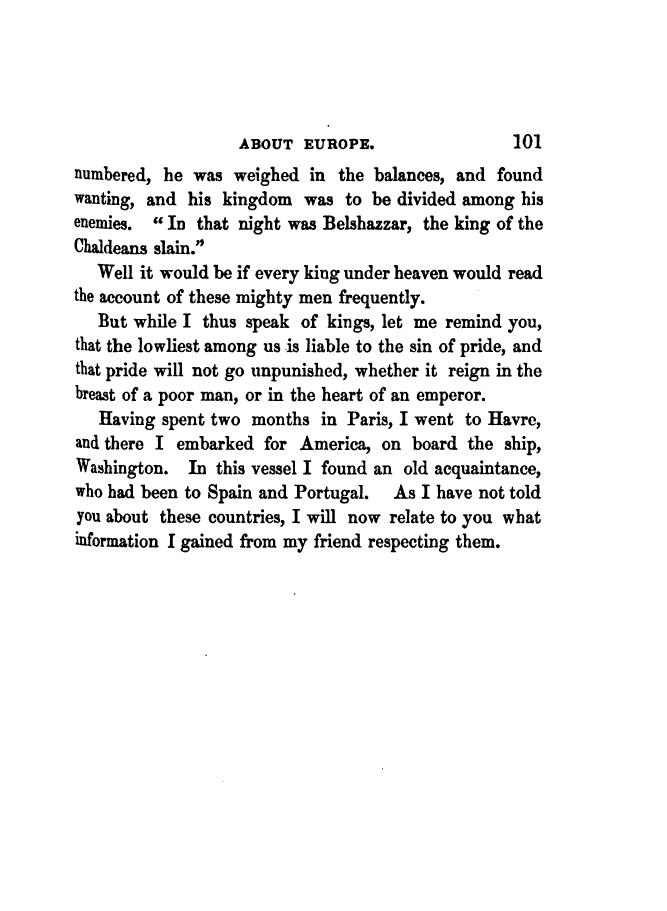 ABOUT EUROPE. 101
numbered, he was weighed in the balances, and found
wanting, and his kingdom was to be divided among his
enemies. “In that night was Belshazzar, the king of the
Chaldeans slain.”
Well it would be if every king under heaven would read
the account of these mighty men frequently.
But while I thus speak of kings, let me remind you,
that the lowliest among us is liable to the sin of pride, and
that pride will not go unpunished, whether it reign in the
breast of a poor man, or in the heart of an emperor.
Having spent two months in Paris, I went to Havre,
and there I embarked for America, on board the ship,
Washington. In this vessel I found an old acquaintance,
who had been to Spain and Portugal. As I have not told
you about these countries, I will now relate to you what
information I gained from my friend respecting them.